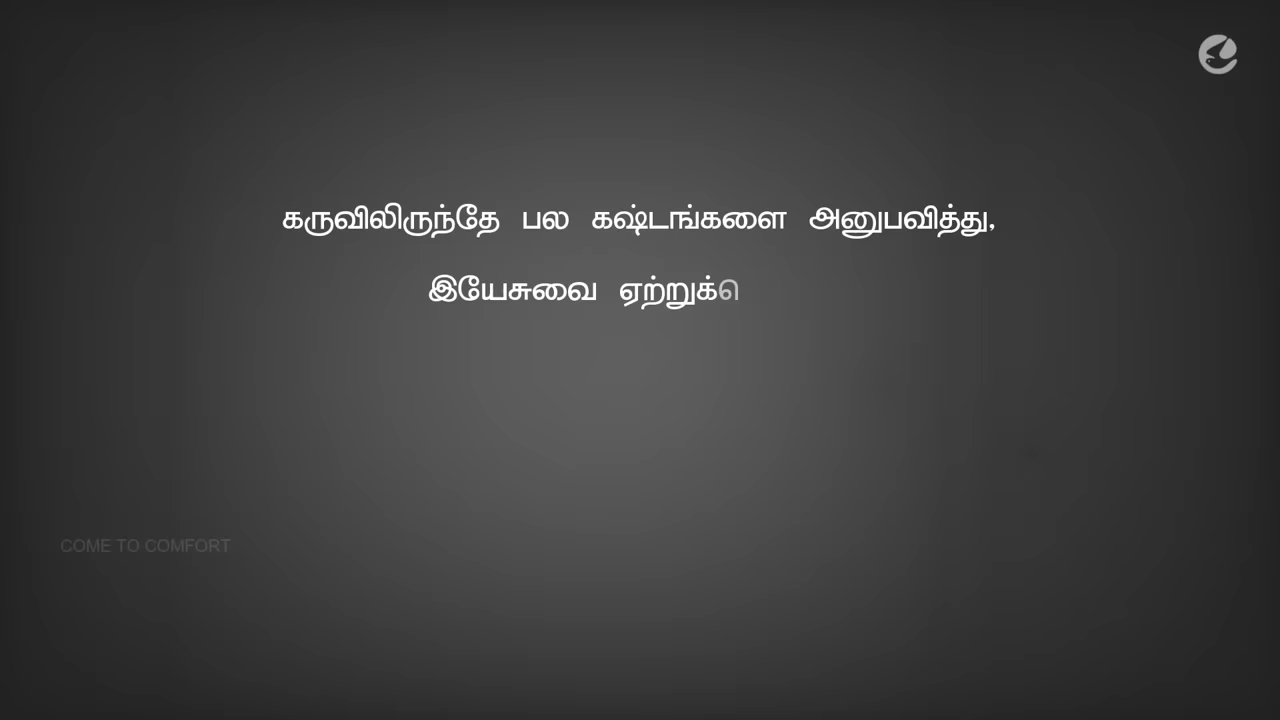 கருவிலிருந்தே பல கஷ்டங்களை அனுபவித்து,
இயேசுவை ஏற்றுக்ெ
COME TO COMFORT